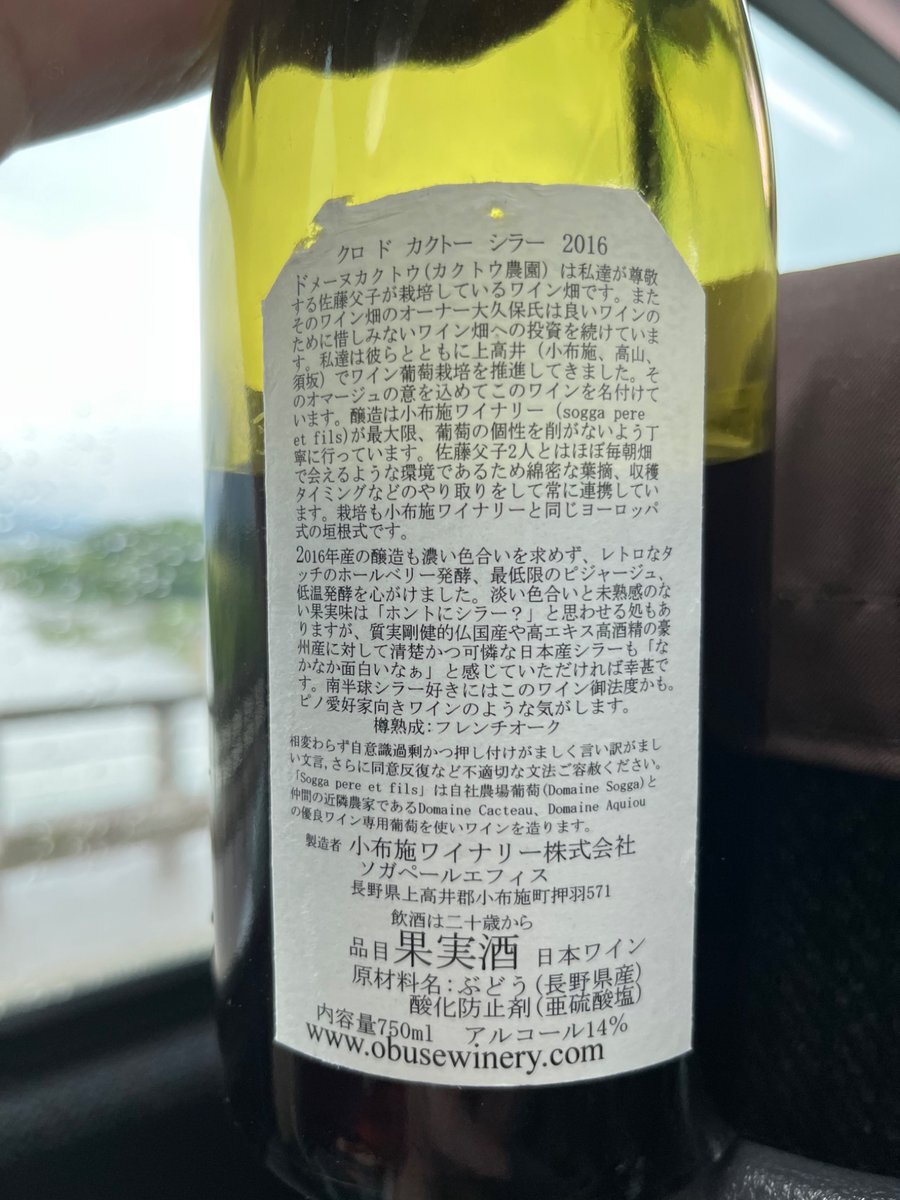 クロ ド カクトー シラー 2016
ドメーヌカクトウ(カクトウ農園) は私達が尊敬
する佐藤父子が栽培しているワイン畑です。また
そのワイン畑のオーナー大久保氏は良いワインの
ために惜しみないワイン畑への投資を続けていま
す。私達は彼らとともに上高井 (小布施、高山、
須坂) でワイン葡萄栽培を推進してきました。そ
のオマージュの意を込めてこのワインを名付けて
います。醸造は小布施ワイナリー (sogga pere
et fils)が最大限、葡萄の個性を削がないよう丁
寧に行っています。佐藤父子2人とはほぼ毎朝畑
で会えるような環境であるため綿密な葉摘、収穫
タイミングなどのやり取りをして常に連携してい
ます。栽培も小布施ワイナリーと同じヨーロッパ
式の垣根式です。
2016年産の醸造も濃い色合いを求めず、レトロなタ
ッチのホールベリー発酵、最低限のピジャージュ、
低温発酵を心がけました。淡い色合いと未熟感のな
い果実味は「ホントにシラー?」と思わせる処もあ
りますが、質実剛健的仏国産や高エキス高酒精の豪
州産に対して清楚かつ可憐な日本産シラーも「な
かなか面白いなぁ」と感じていただければ幸甚で
す。南半球シラー好きにはこのワイン御法度かも。
ピノ愛好家向きワインのような気がします。
樽熟成:フレンチオーク
相変わらず自意識過剰かつ押し付けがましく言い訳がまし
い文言,さらに同意反復など不適切な文法ご容赦ください。
「Sogga pere et fils」は自社農場葡萄(Domaine Sogga)と
仲間の近隣農家であるDomaine Cacteau、Domaine Aquiou
の優良ワイン専用葡萄を使いワインを造ります。
製造者 小布施ワイナリー株式会社
ソガペールエフィス
長野県上高井郡小布施町押羽571
飲酒は二十歳から
品目 果実酒 日本ワイン
原材料名:ぶどう(長野県産)
酸化防止剤(亜硫酸塩)
内容量750ml アルコール14%
www.obusewinery.com